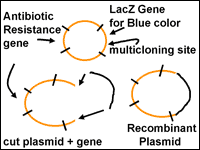 Antibiotic
Resistance
gene
LacZ Gene
for Blue color
multicloning site
cut plasmid + gene
Recombinant
Plasmid